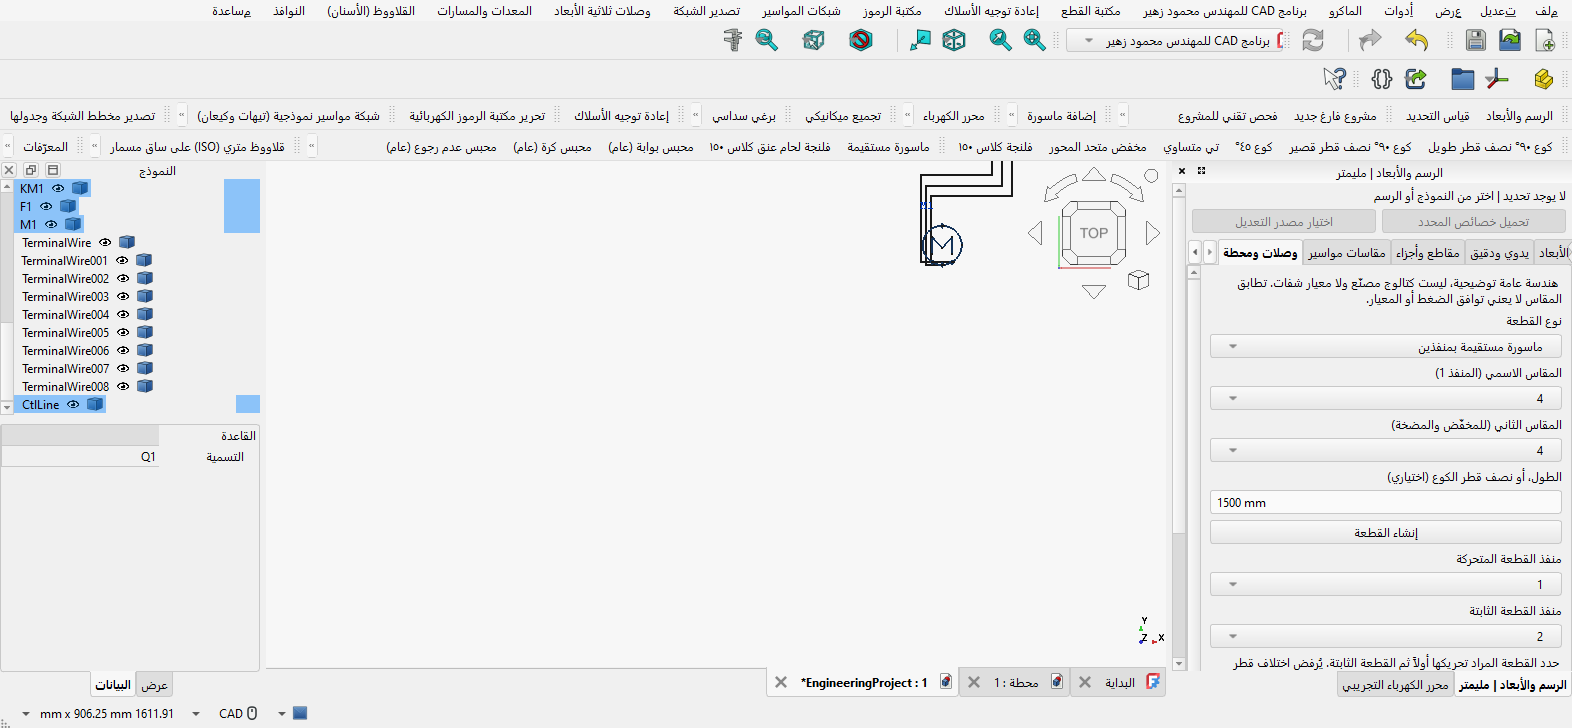 ملف تعديل عرض أدوات الماكرو برنامج CAD للمهندس محمود زهير مكتبة القطع إعادة توجيه الأسلاك مكتبة الرموز شبكات المواسير تصدير الشبكة وصلات ثلاثية الأبعاد المعدات والمسارات القلاووظ (الأسنان) النوافذ مساعدة
برنامج CAD للمهندس محمود زهير
الرسم والأبعاد قياس التحديد مشروع فارغ جديد فحص تقني للمشروع » إضافة ماسورة » محرر الكهرباء » تجميع ميكانيكي برغي سداسي » إعادة توجيه الأسلاك تحرير مكتبة الرموز الكهربائية شبكة مواسير نموذجية (تيهات وكيعان) » تصدير مخطط الشبكة وجدولها
كوع ٩٠° نصف قطر طويل كوع ٩٠° نصف قطر قصير كوع ٤٥° تي متساوي مخفض متحد المحور فلنجة كلاس ١٥٠ ماسورة مستقيمة فلنجة لحام عنق كلاس ١٥٠ محبس بوابة (عام) محبس كرة (عام) محبس عدم رجوع (عام) » قلاووظ متري (ISO) على ساق مسمار » المعرّفات »
الرسم والأبعاد | مليمتر
لا يوجد تحديد | اختر من النموذج أو الرسم
تحميل خصائص المحدد اختيار مصدر التعديل
الأبعاد يدوي ودقيق مقاطع وأجزاء مقاسات مواسير وصلات ومحطة
هندسة عامة توضيحية، ليست كتالوج مصنّع ولا معيار شفات. تطابق
المقاس لا يعني توافق الضغط أو المعيار.
نوع القطعة
ماسورة مستقيمة بمنفذين
المقاس الاسمي (المنفذ 1)
4
المقاس الثاني (للمخفّض والمضخة)
4
الطول، أو نصف قطر الكوع (اختياري)
1500 mm
إنشاء القطعة
منفذ القطعة المتحركة
1
منفذ القطعة الثابتة
2
حدد القطعة المراد تحريكها أولاً ثم القطعة الثابتة. يُرفض اختلاف قطر
الرسم والأبعاد | مليمتر محرر الكهرباء التجريبي
M
TOP
Y
Z X
البداية
محطة : 1
EngineeringProject : 1*
النموذج
KM1
F1
M1
TerminalWire
TerminalWire001
TerminalWire002
TerminalWire003
TerminalWire004
TerminalWire005
TerminalWire006
TerminalWire007
TerminalWire008
CtlLine
القاعدة
التسمية Q1
عرض البيانات
mm x 906.25 mm 1611.91
CAD